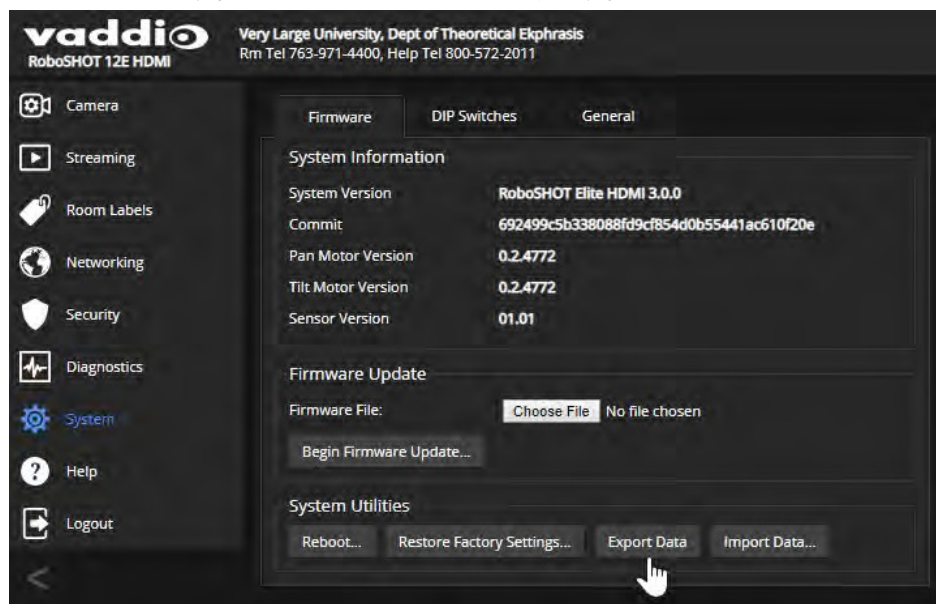 vaddio
RoboSHOT 12E HDMI
Very Large University, Dept of Theoretical Ekphrasis
Rm Tel 763-971-4400, Help Tel 800-572-2011
Camera
Streaming
Room Labels
Networking
Security
Diagnostics
System
Help
Logout
<
Firmware DIP Switches General
System Information
System Version RoboSHOT Elite HDMI 3.0.0
Commit 692499c5b338088fd9cf854d0b55441ac610f20e
Pan Motor Version 0.2.4772
Tilt Motor Version 0.2.4772
Sensor Version 01.01
Firmware Update
Firmware File: Choose File No file chosen
Begin Firmware Update...
System Utilities
Reboot... Restore Factory Settings... Export Data Import Data...